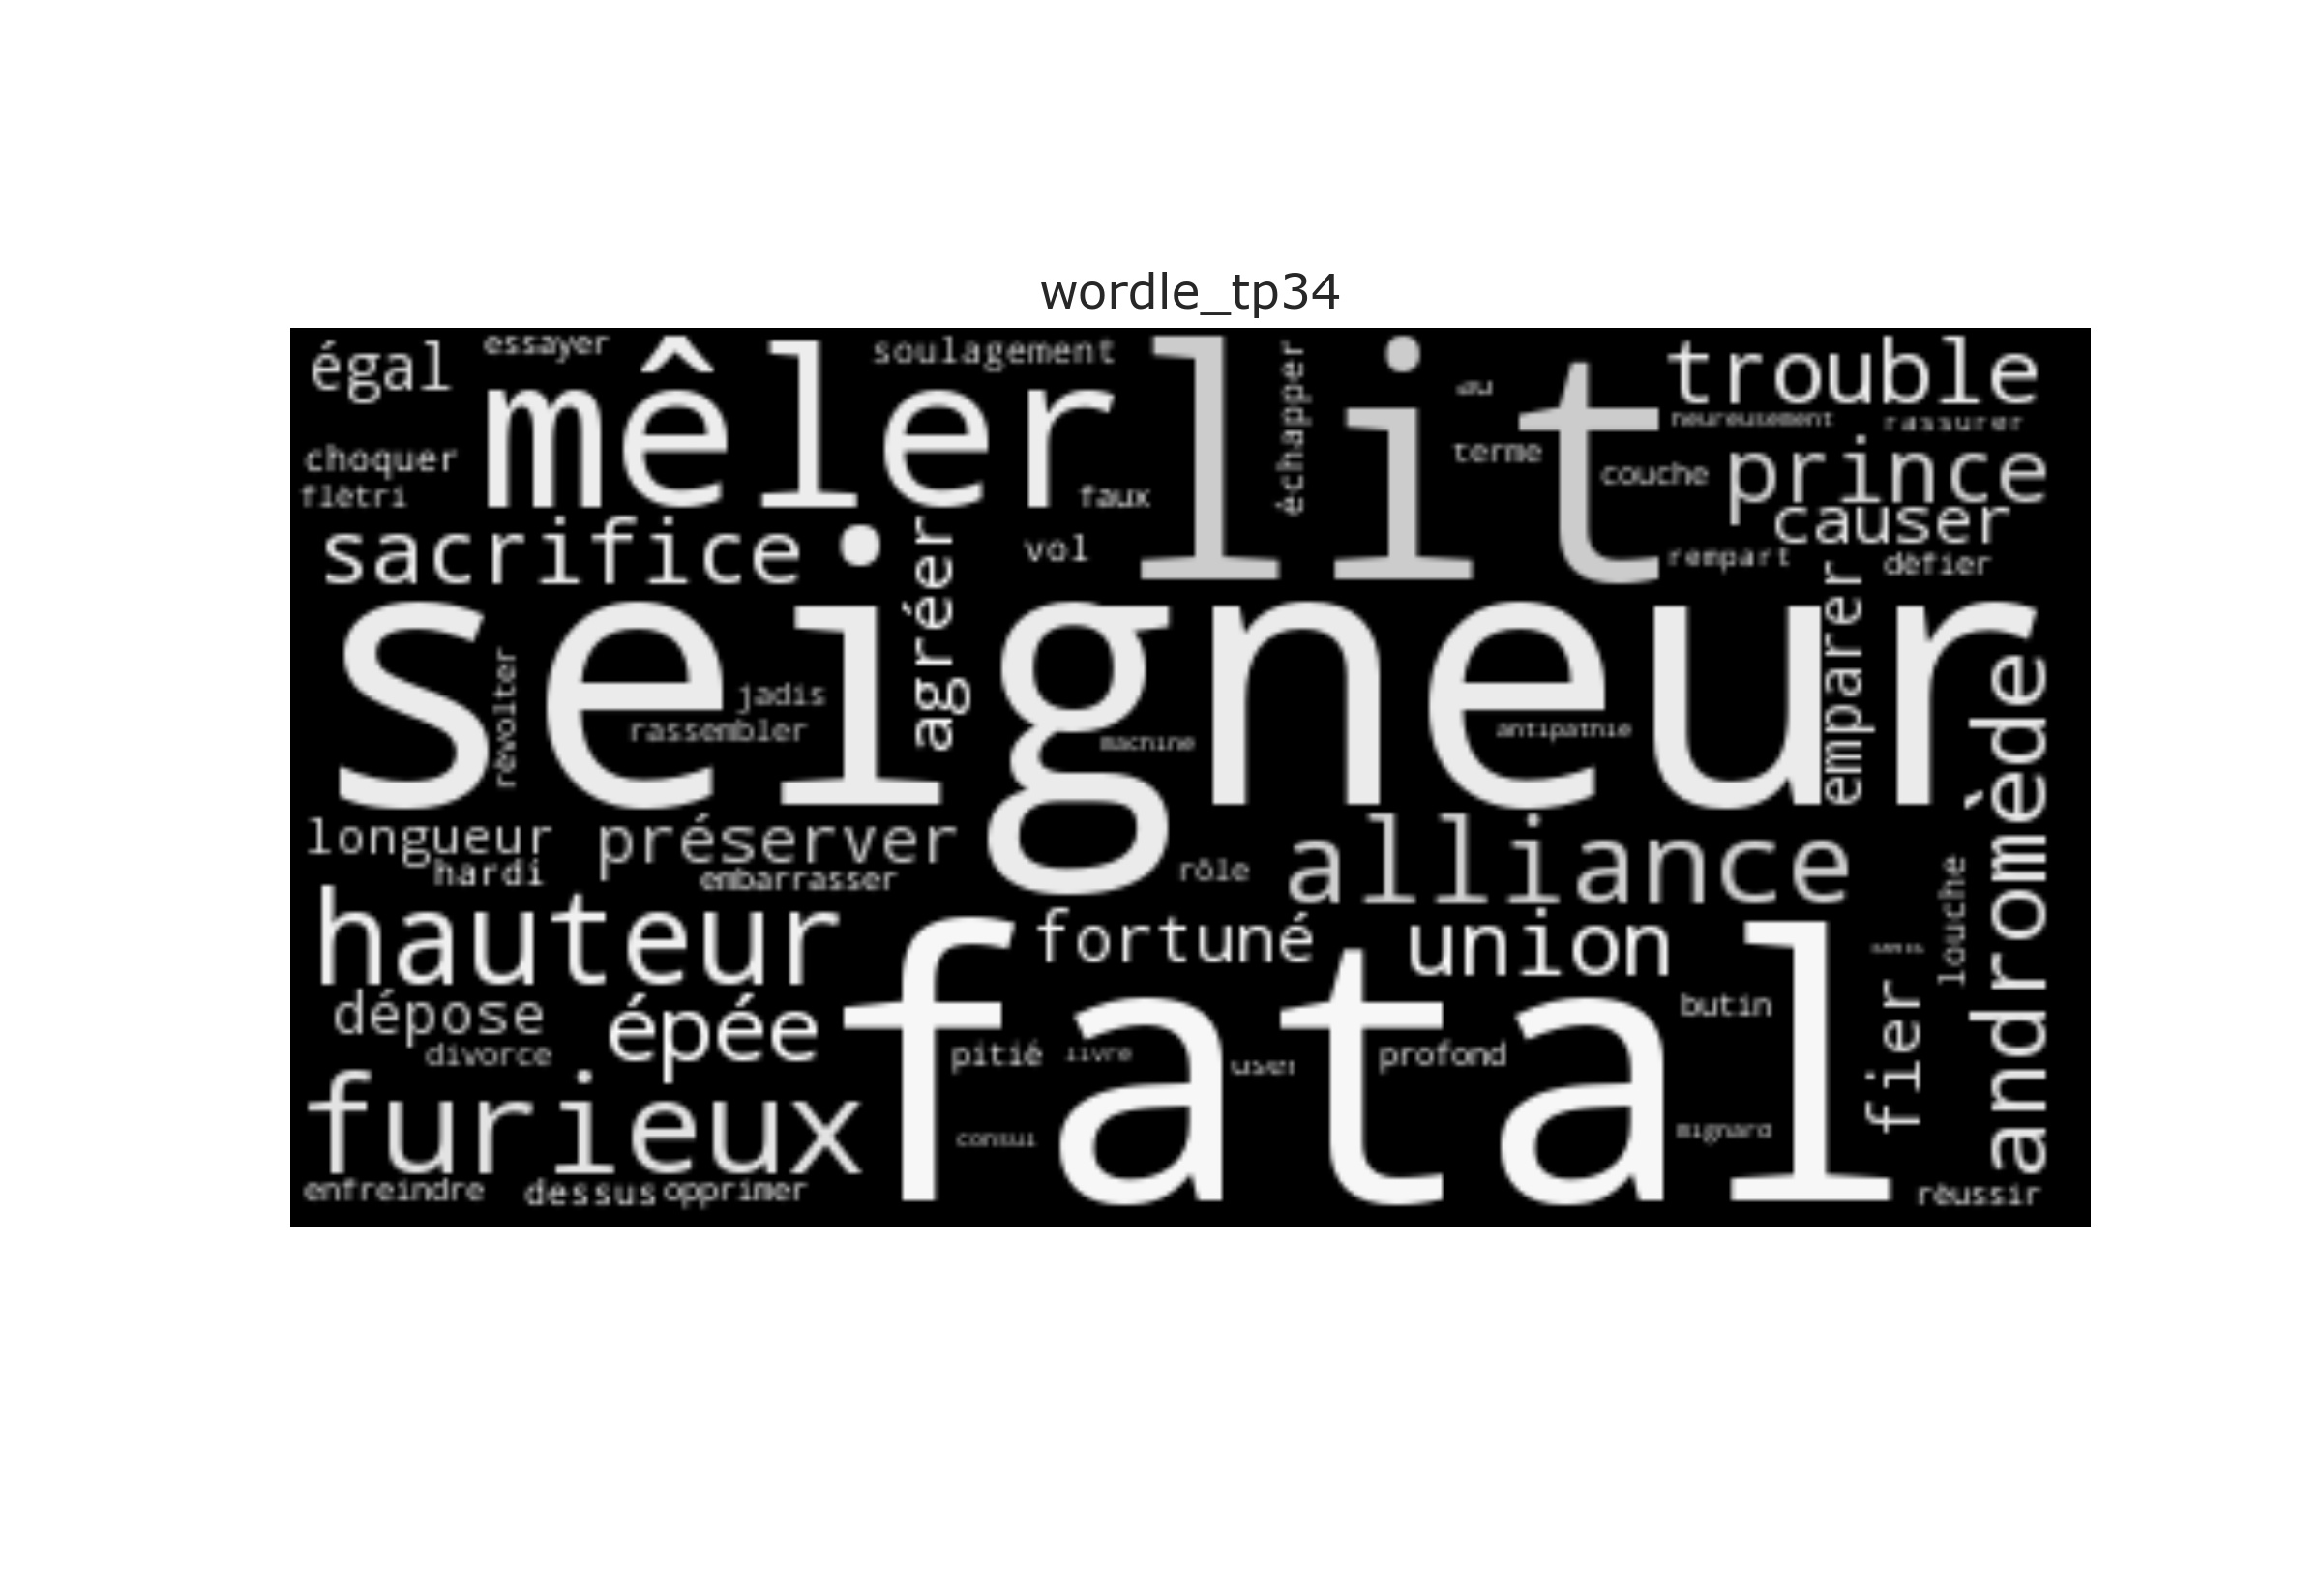 wordle_tp34
égal
essayer
mêler
soulagement
lit
échapper
au
trouble
heureusement
rassurer
choquer
flétri
terme
faux
couche
prince
causer
sacrifice
agréer
vol
rempart
défier
seigneur
révolter
jadis
rassembler
machine
antipathie
emparer
andromède
longueur
hardi
préserver
embarrasser
rôle
alliance
louche
hauteur
fortuné
union
fier
dépose
divorce
épée
fatal
pitié
livre
user
profond
butin
furieux
consul
mignard
enfreindre
dessus
opprimer
réussir